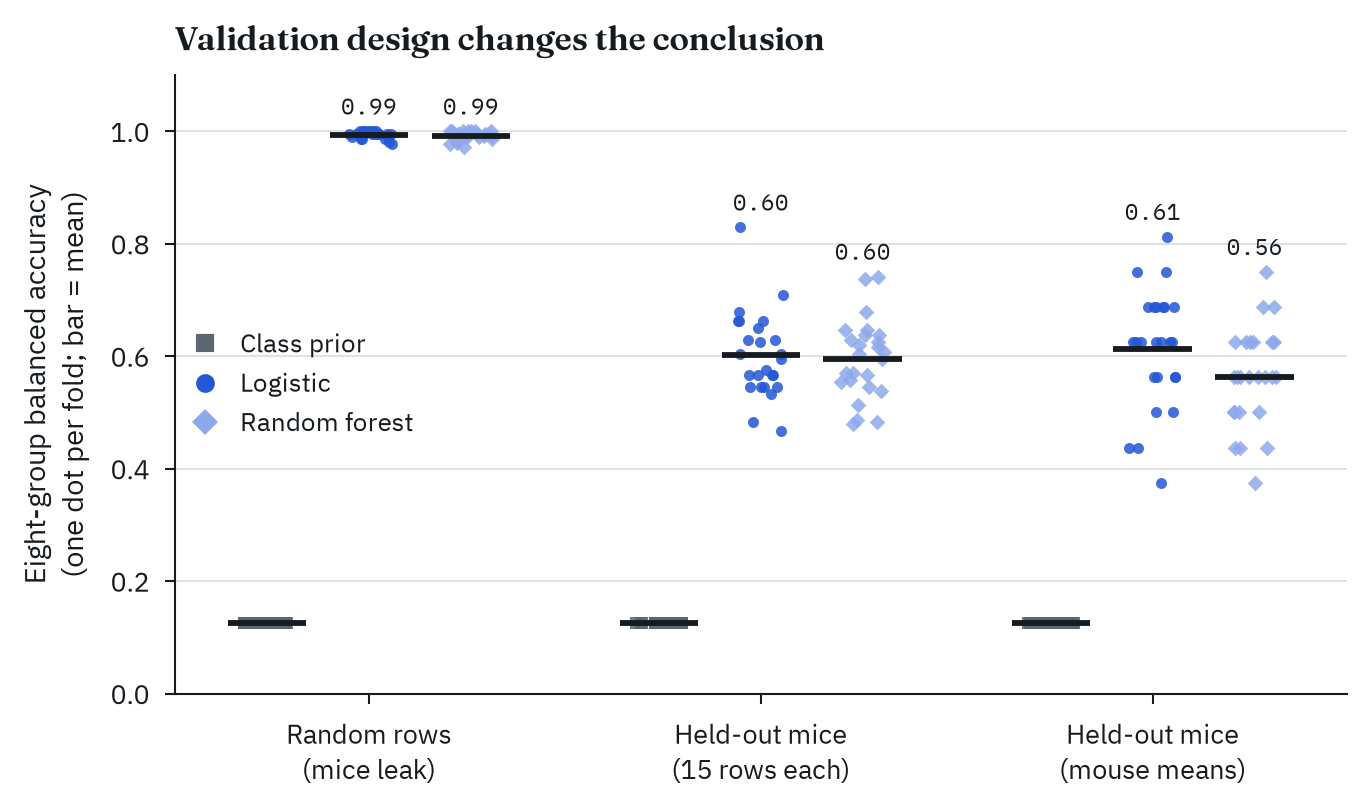 Validation design changes the conclusion
Eight-group balanced accuracy
(one dot per fold; bar = mean)
1.0
0.8
0.6
0.4
0.2
0.0
0.99
0.99
0.60
0.60
0.61
0.56
Class prior
Logistic
Random forest
Random rows
(mice leak)
Held-out mice
(15 rows each)
Held-out mice
(mouse means)